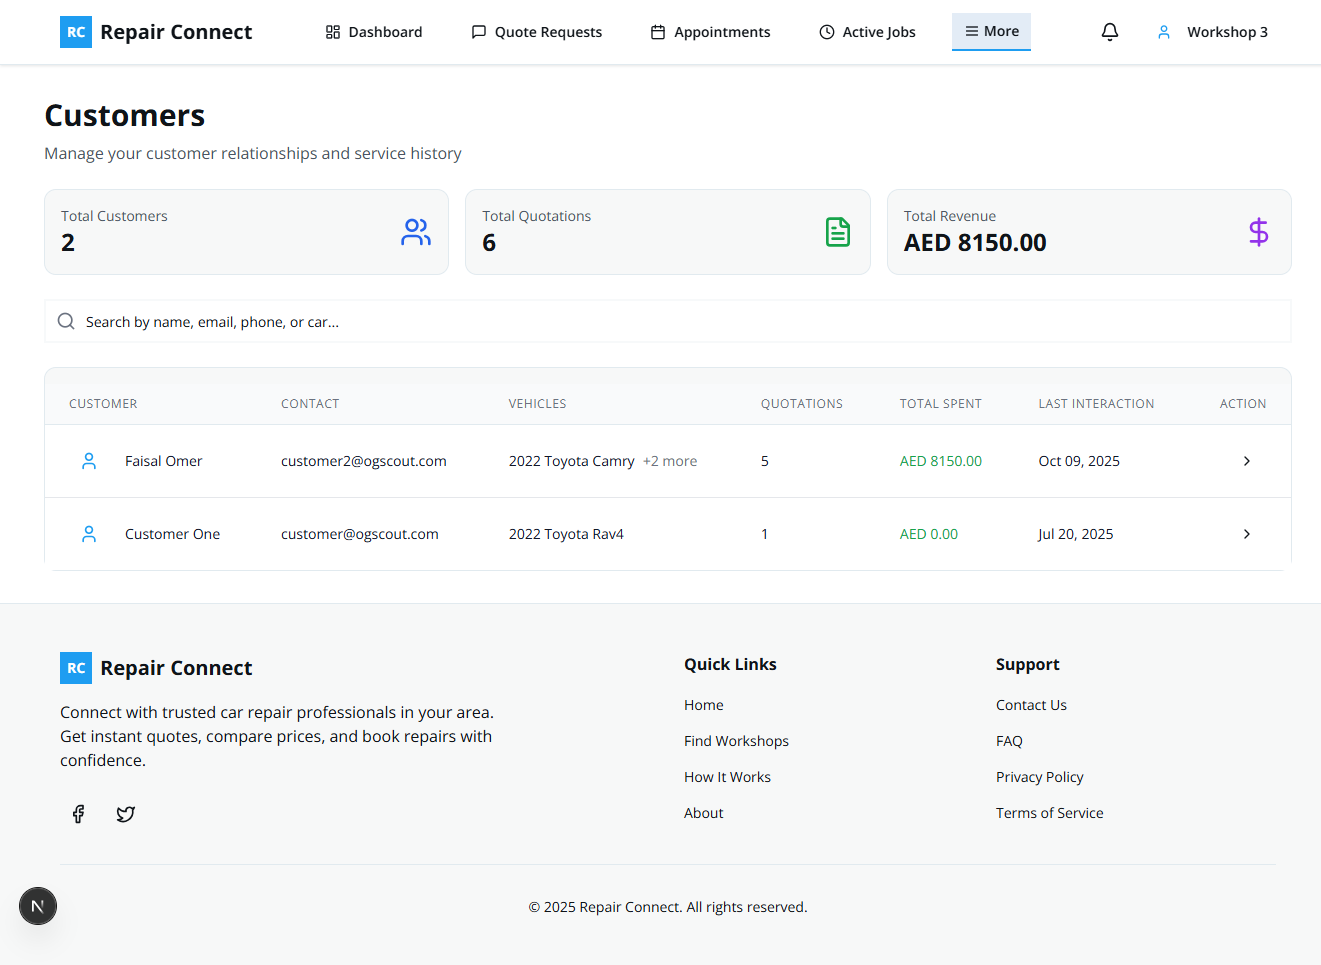 RC Repair Connect Dashboard Quote Requests Appointments Active Jobs More Workshop 3
Customers
Manage your customer relationships and service history
Total Customers
2
Total Quotations
6
Total Revenue
AED 8150.00
Search by name, email, phone, or car...
CUSTOMER CONTACT VEHICLES QUOTATIONS TOTAL SPENT LAST INTERACTION ACTION
Faisal Omer customer2@ogscout.com 2022 Toyota Camry +2 more 5 AED 8150.00 Oct 09, 2025
Customer One customer@ogscout.com 2022 Toyota Rav4 1 AED 0.00 Jul 20, 2025
RC Repair Connect
Connect with trusted car repair professionals in your area.
Get instant quotes, compare prices, and book repairs with
confidence.
Quick Links
Home
Find Workshops
How It Works
About
Support
Contact Us
FAQ
Privacy Policy
Terms of Service
N
© 2025 Repair Connect. All rights reserved.